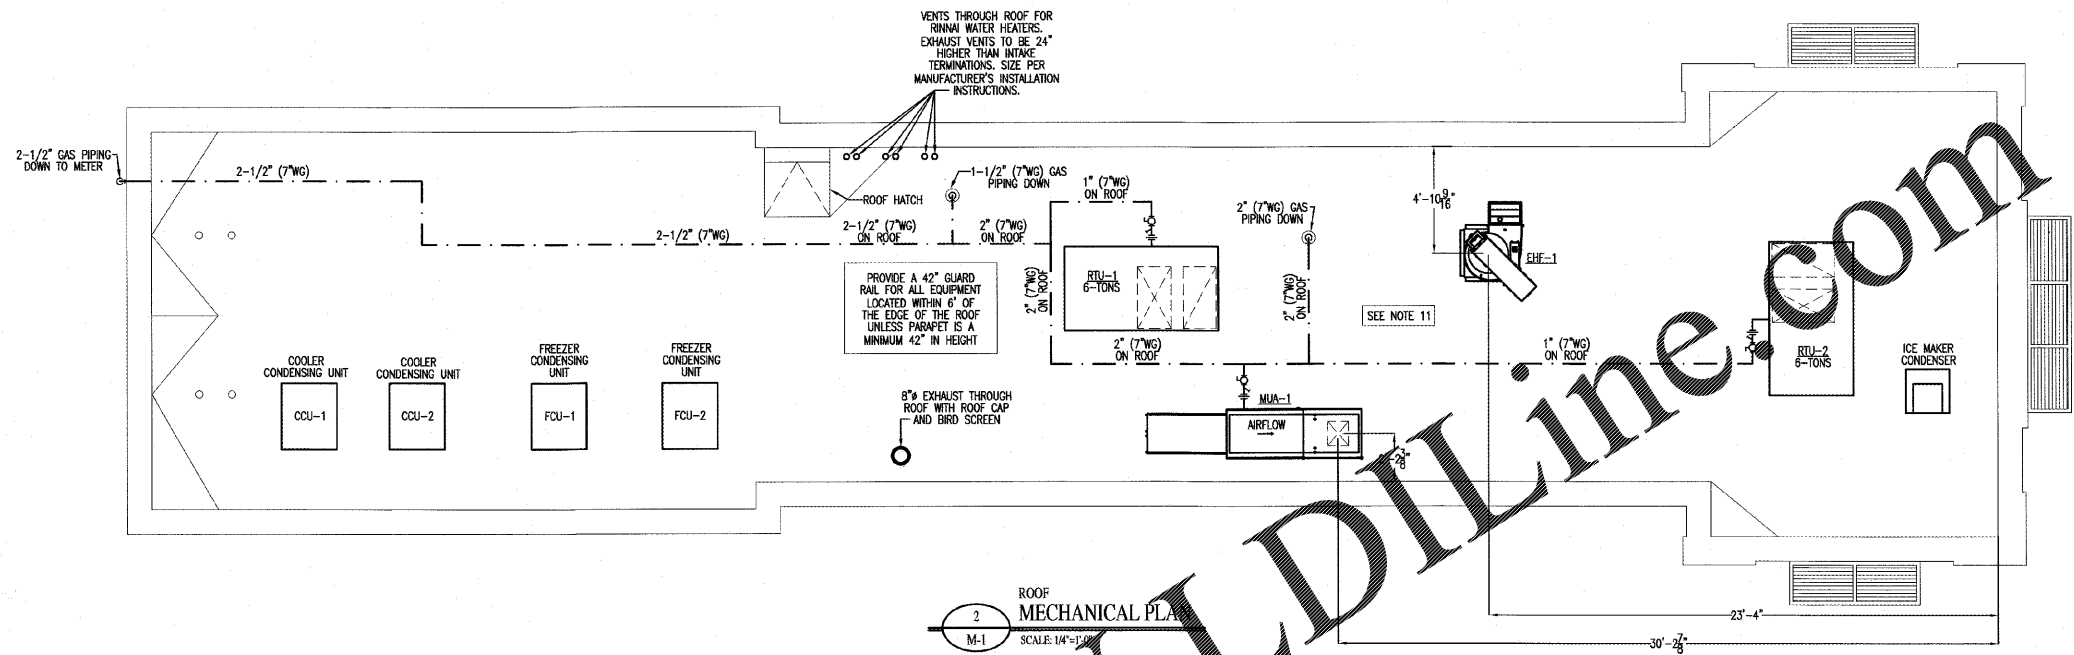 VENTS THROUGH ROOF FOR
RINNAI WATER HEATERS.
EXHAUST VENTS TO BE 24"
HIGHER THAN INTAKE
TERMINATIONS. SIZE PER
MANUFACTURER'S INSTALLATION
INSTRUCTIONS.
2-1/2" GAS PIPING
DOWN TO METER
2-1/2" (7"WG)
ROOF HATCH
1-1/2" (7"WG) GAS
PIPING DOWN
1" (7"WG)
ON ROOF
2" (7"WG) GAS
PIPING DOWN
4'-10 9/16"
2-1/2" (7"WG)
2-1/2" (7"WG)
ON ROOF
2" (7"WG)
ON ROOF
2" (7"WG)
ON ROOF
RTU-1
6-TONS
2" (7"WG)
ON ROOF
EHF-1
PROVIDE A 42" GUARD
RAIL FOR ALL EQUIPMENT
LOCATED WITHIN 6' OF
THE EDGE OF THE ROOF
UNLESS PARAPET IS A
MINIMUM 42" IN HEIGHT
SEE NOTE 11
2" (7"WG)
ON ROOF
1" (7"WG)
ON ROOF
RTU-2
6-TONS
ICE MAKER
CONDENSER
COOLER
CONDENSING UNIT
COOLER
CONDENSING UNIT
FREEZER
CONDENSING
UNIT
FREEZER
CONDENSING
UNIT
CCU-1
CCU-2
FCU-1
FCU-2
8"ø EXHAUST THROUGH
ROOF WITH ROOF CAP
AND BIRD SCREEN
MUA-1
AIRFLOW
-2 3/8"
23'-4"
30'-2 7/8"
2
M-1
ROOF
MECHANICAL PLAN
SCALE: 1/4"=1'-0"
LDILine.com